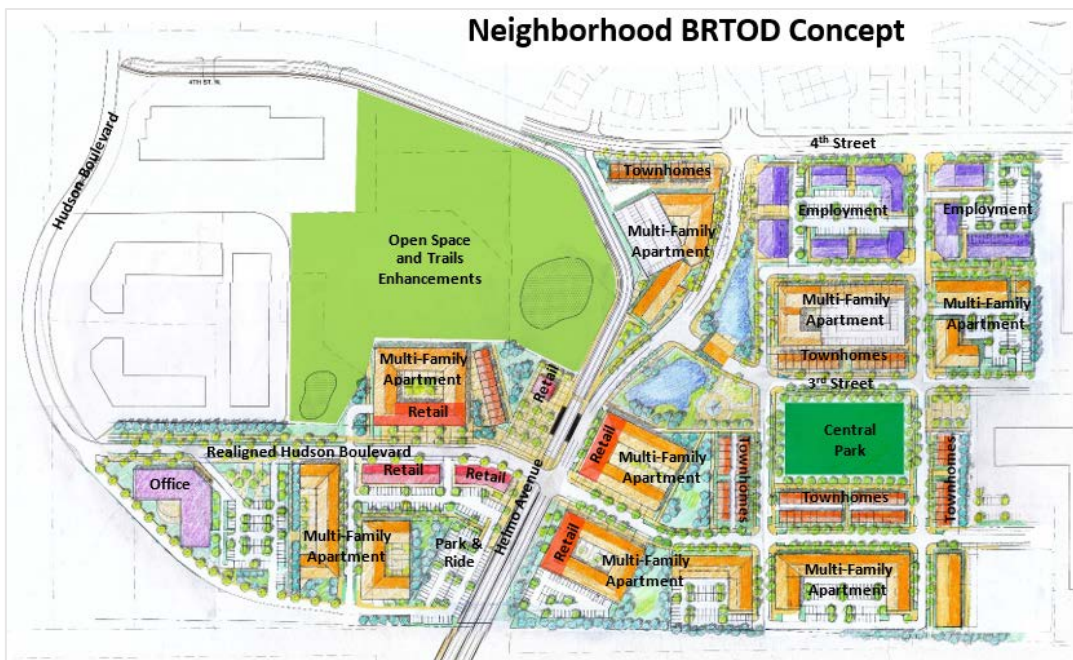 Neighborhood BRTOD Concept
4TH ST. N.
Hudson Boulevard
4th Street
Townhomes
Employment
Employment
Multi-Family
Apartment
Open Space
and Trails
Enhancements
Multi-Family
Apartment
Multi-Family
Apartment
Townhomes
3rd Street
Multi-Family
Apartment
Retail
Retail
Central
Park
Realigned Hudson Boulevard
Retail
Retail
Retail
Multi-Family
Apartment
Townhomes
Townhomes
Townhomes
Office
Helmo Avenue
Multi-Family
Apartment
Park &
Ride
Retail
Multi-Family
Apartment
Multi-Family
Apartment